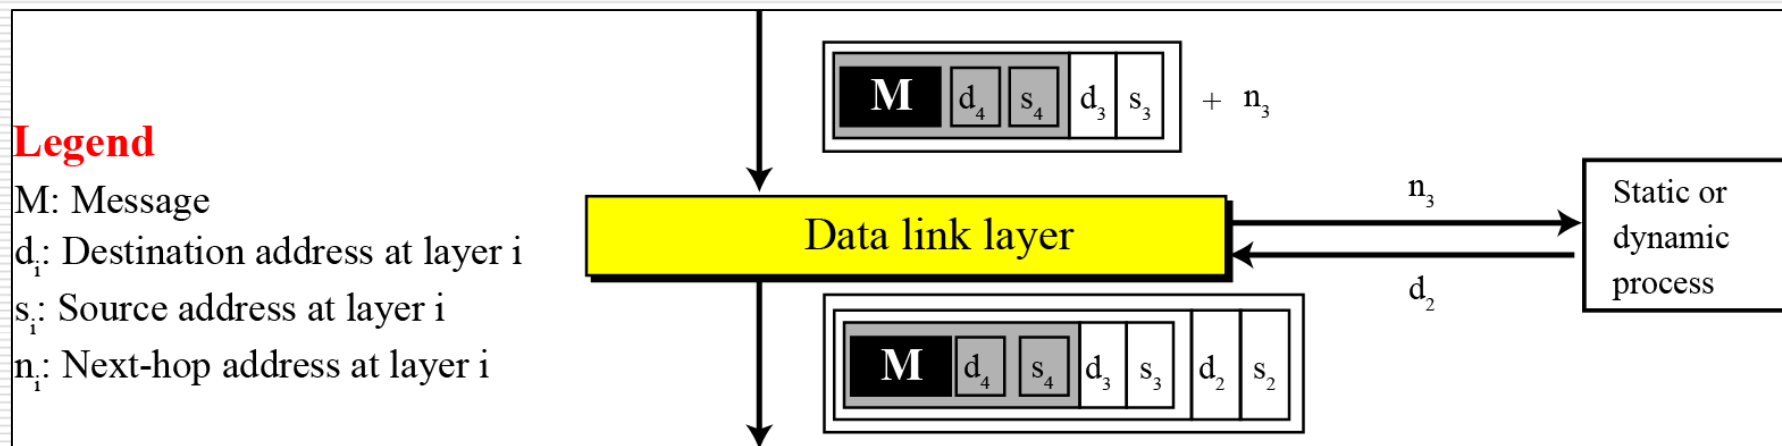 M d₄ s₄ d₃ s₃ + n₃
Legend
M: Message
dᵢ: Destination address at layer i
sᵢ: Source address at layer i
nᵢ: Next-hop address at layer i
Data link layer
n₃
d₂
Static or
dynamic
process
M d₄ s₄ d₃ s₃ d₂ s₂